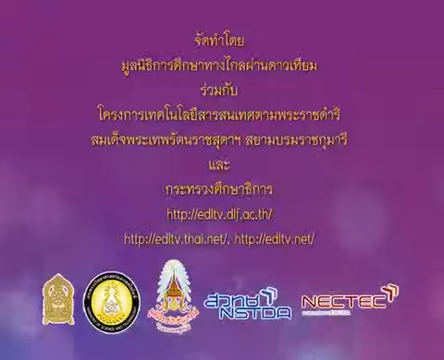 จัดทำโดย
มูลนิธิการศึกษาทางไกลผ่านดาวเทียม
ร่วมกับ
โครงการเทคโนโลยีสารสนเทศตามพระราชดำริ
สมเด็จพระเทพรัตนราชสุดาฯ สยามบรมราชกุมารี
และ
กระทรวงศึกษาธิการ
http://edltv.dlf.ac.th/
http://edltv.thai.net/, http://edltv.net/
สวทช NSTDA
NECTEC